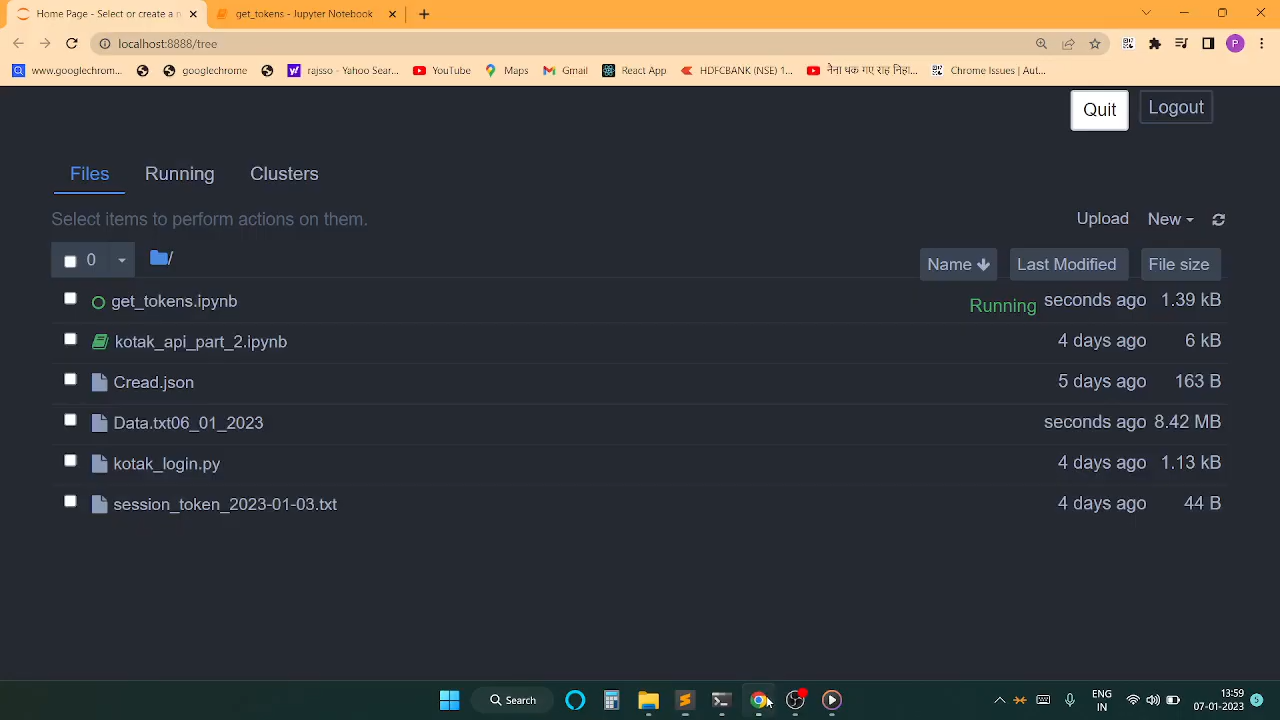 Home Page - Select or create a n
get_tokens - Jupyter Notebook
localhost:8888/tree
P
www.googlechrom...
googlechrome
rajsso - Yahoo Sear...
YouTube
Maps
Gmail
React App
HDFCBANK (NSE) 1...
Chrome Issues | Aut...
Quit
Logout
Files
Running
Clusters
Select items to perform actions on them.
Upload
New
0
/
Name
Last Modified
File size
get_tokens.ipynb
Running
seconds ago
1.39 kB
kotak_api_part_2.ipynb
4 days ago
6 kB
Cread.json
5 days ago
163 B
Data.txt06_01_2023
seconds ago
8.42 MB
kotak_login.py
4 days ago
1.13 kB
session_token_2023-01-03.txt
4 days ago
44 B
Search
ENG
IN
13:59
07-01-2023
5